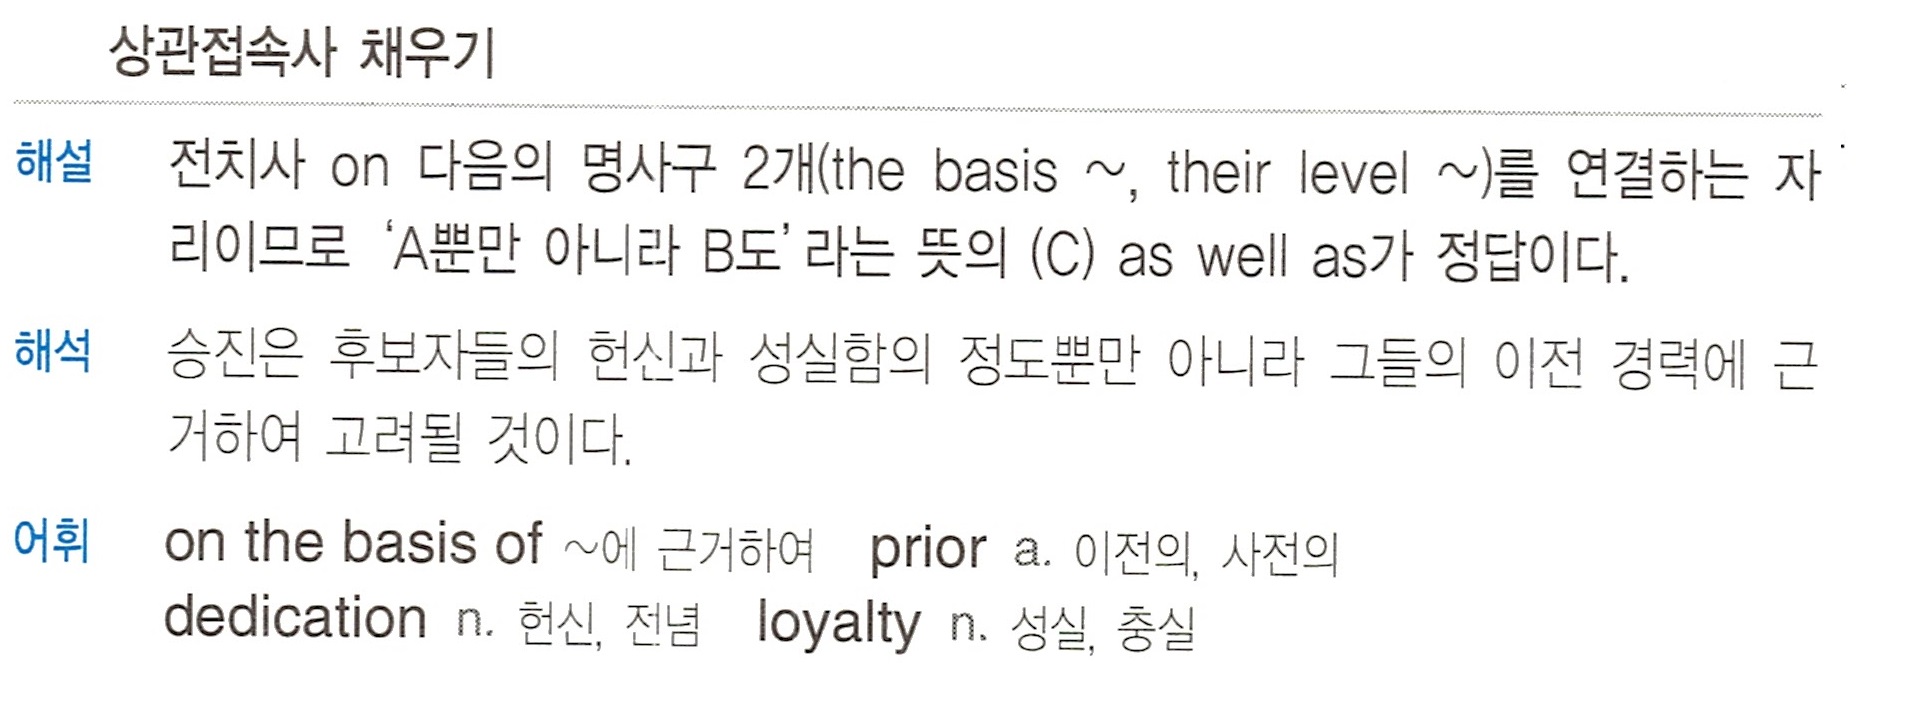 상관접속사 채우기
해설 전치사 on 다음의 명사구 2개(the basis ~, their level ~)를 연결하는 자
리이므로 ‘A뿐만 아니라 B도’라는 뜻의 (C) as well as가 정답이다.
해석 승진은 후보자들의 헌신과 성실함의 정도뿐만 아니라 그들의 이전 경력에 근
거하여 고려될 것이다.
어휘 on the basis of ~에 근거하여 prior a. 이전의, 사전의
dedication n. 헌신, 전념 loyalty n. 성실, 충실